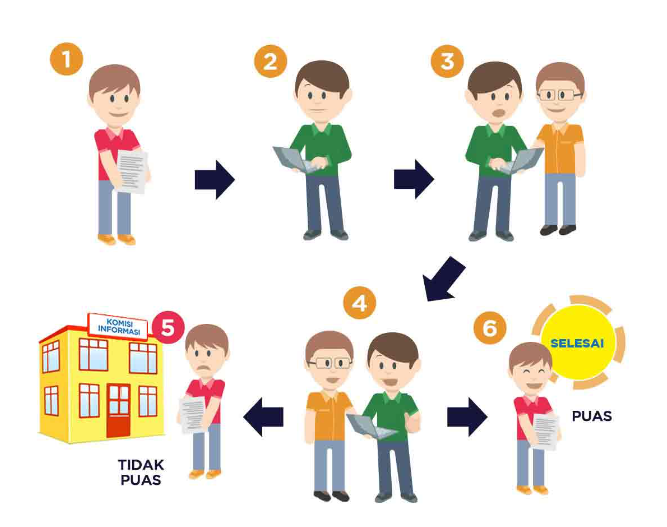 1
2
3
4
KOMISI
INFORMASI
5
TIDAK
PUAS
6
SELESAI
PUAS